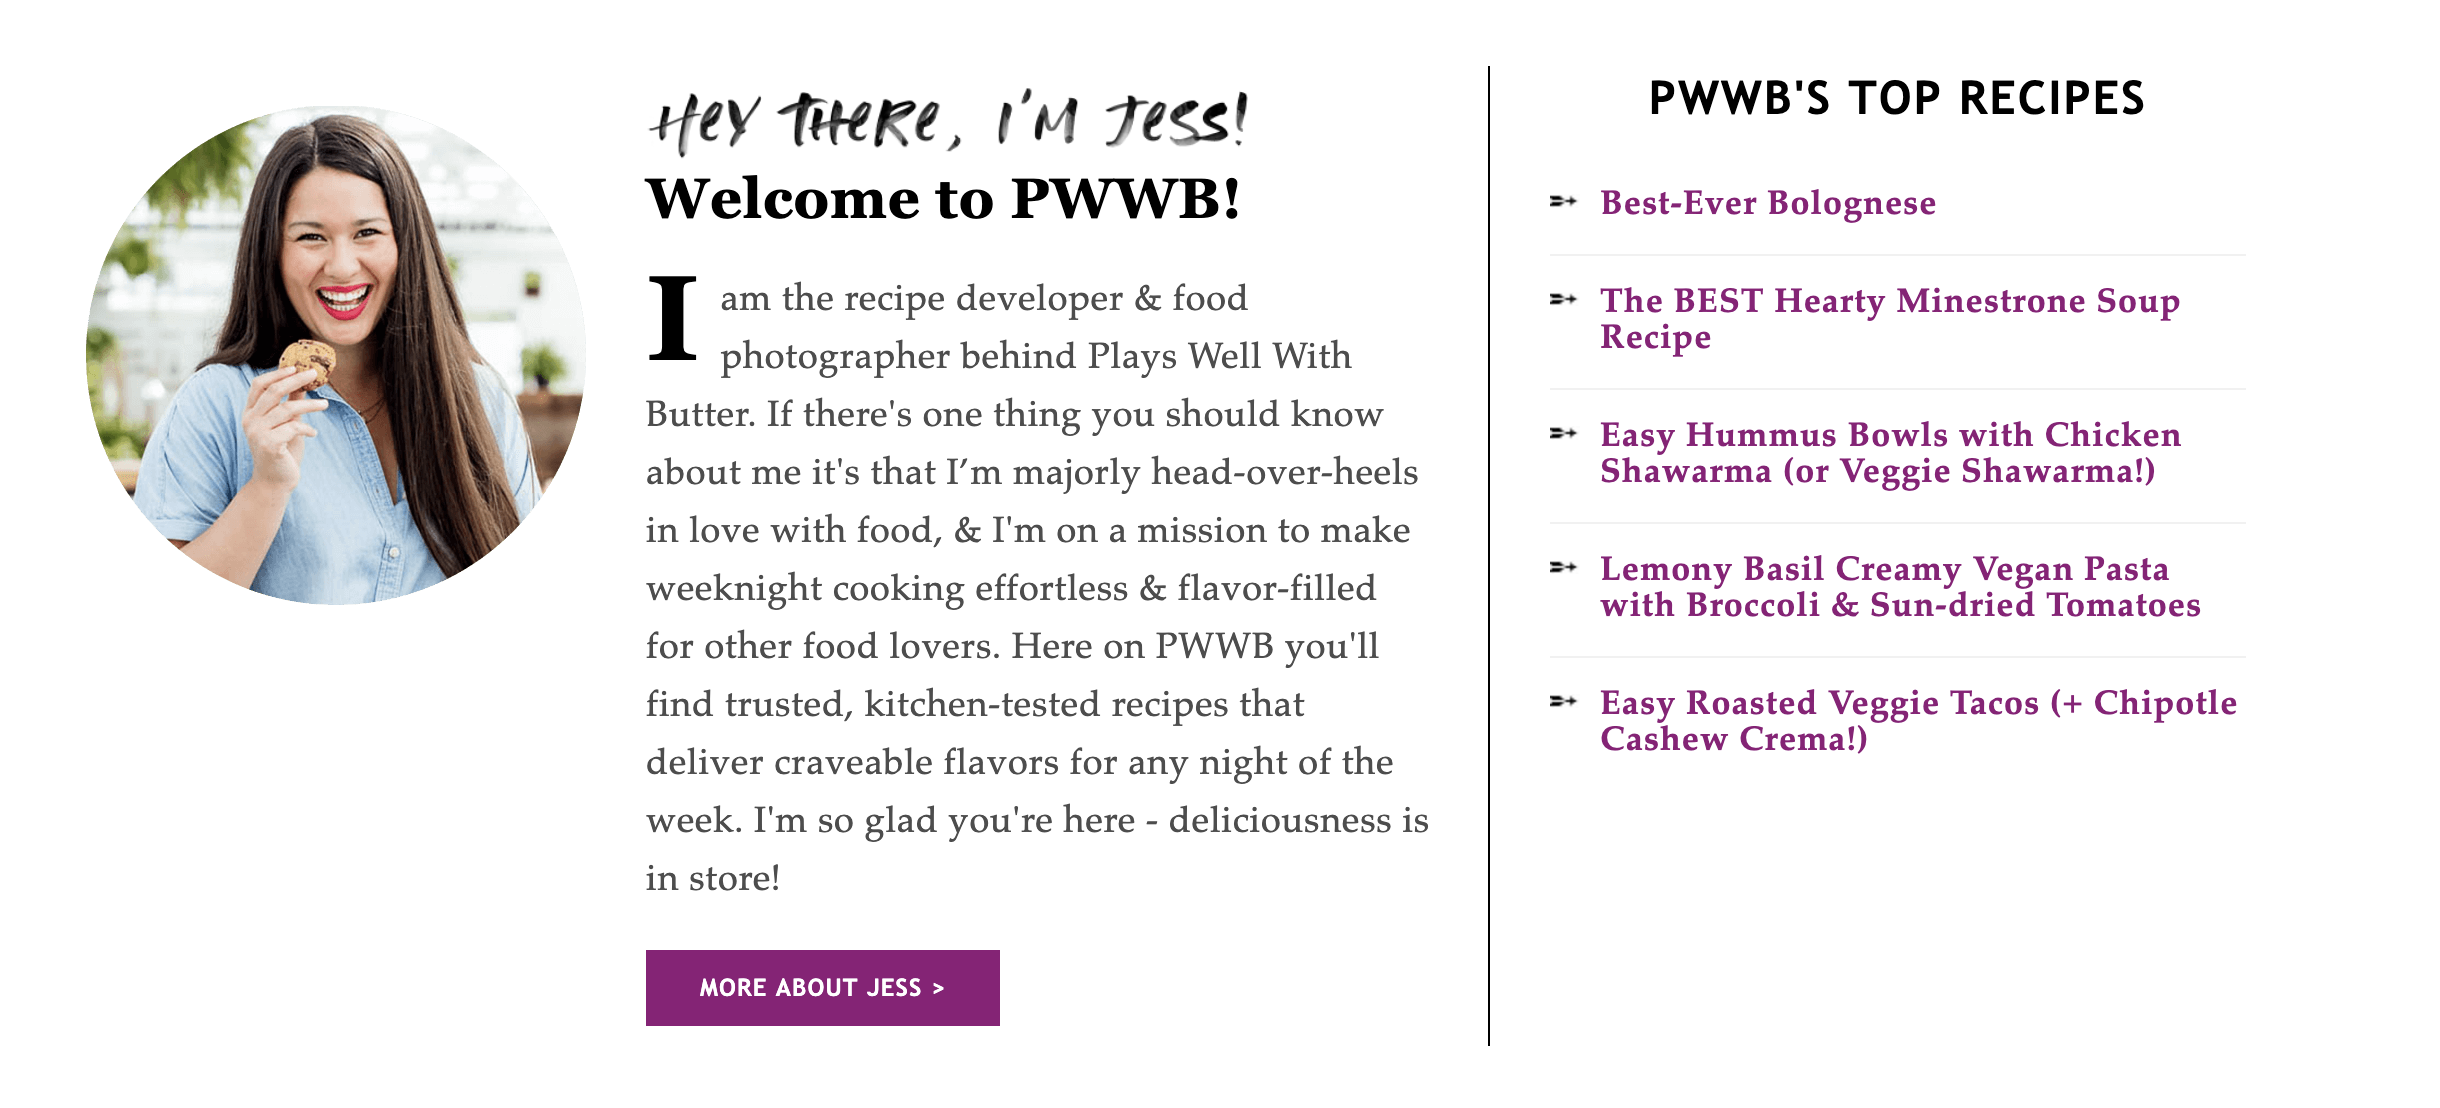 HEY THERE, I'M JESS!
Welcome to PWWB!
I am the recipe developer & food
photographer behind Plays Well With
Butter. If there's one thing you should know
about me it's that I’m majorly head-over-heels
in love with food, & I'm on a mission to make
weeknight cooking effortless & flavor-filled
for other food lovers. Here on PWWB you'll
find trusted, kitchen-tested recipes that
deliver craveable flavors for any night of the
week. I'm so glad you're here - deliciousness is
in store!
MORE ABOUT JESS >
PWWB'S TOP RECIPES
Best-Ever Bolognese
The BEST Hearty Minestrone Soup
Recipe
Easy Hummus Bowls with Chicken
Shawarma (or Veggie Shawarma!)
Lemony Basil Creamy Vegan Pasta
with Broccoli & Sun-dried Tomatoes
Easy Roasted Veggie Tacos (+ Chipotle
Cashew Crema!)